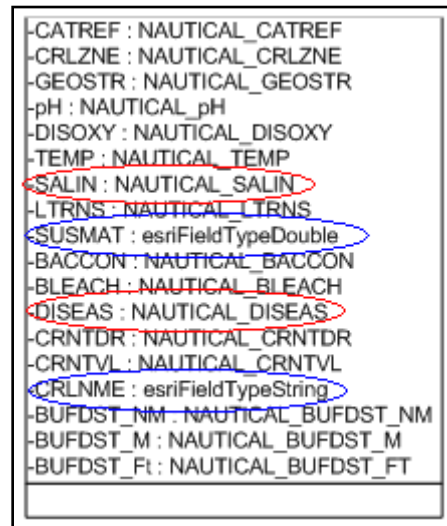 -CATREF : NAUTICAL_CATREF
-CRLZNE : NAUTICAL_CRLZNE
-GEOSTR : NAUTICAL_GEOSTR
-pH : NAUTICAL_pH
-DISOXY : NAUTICAL_DISOXY
-TEMP : NAUTICAL_TEMP
-SALIN : NAUTICAL_SALIN
-LTRNS : NAUTICAL_LTRNS
-SUSMAT : esriFieldTypeDouble
-BACCON : NAUTICAL_BACCON
-BLEACH : NAUTICAL_BLEACH
-DISEAS : NAUTICAL_DISEAS
-CRNTDR : NAUTICAL_CRNTDR
-CRNTVL : NAUTICAL_CRNTVL
-CRLNME : esriFieldTypeString
-BUFDST_NM : NAUTICAL_BUFDST_NM
-BUFDST_M : NAUTICAL_BUFDST_M
-BUFDST_Ft : NAUTICAL_BUFDST_FT